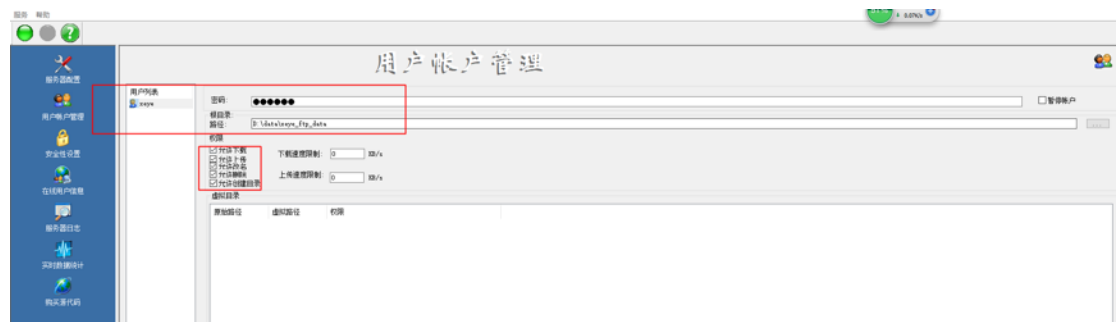 服务 帮助
0.07K/s
用户帐户管理
服务器配置
用户帐户管理
安全性设置
在线用户信息
服务器日志
实时数据统计
购买源代码
用户列表
密码: ●●●●●●
暂停帐户
根目录:
路径:
权限
允许下载
允许上传
允许改名
允许删除
允许创建目录
下载速度限制: 0 KB/s
上传速度限制: 0 KB/s
虚拟目录
原始路径 虚拟路径 权限